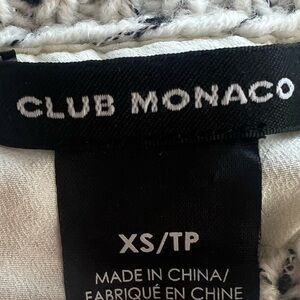 CLUB MONACO
XS/TP
MADE IN CHINA/
FABRIQUÉ EN CHINE